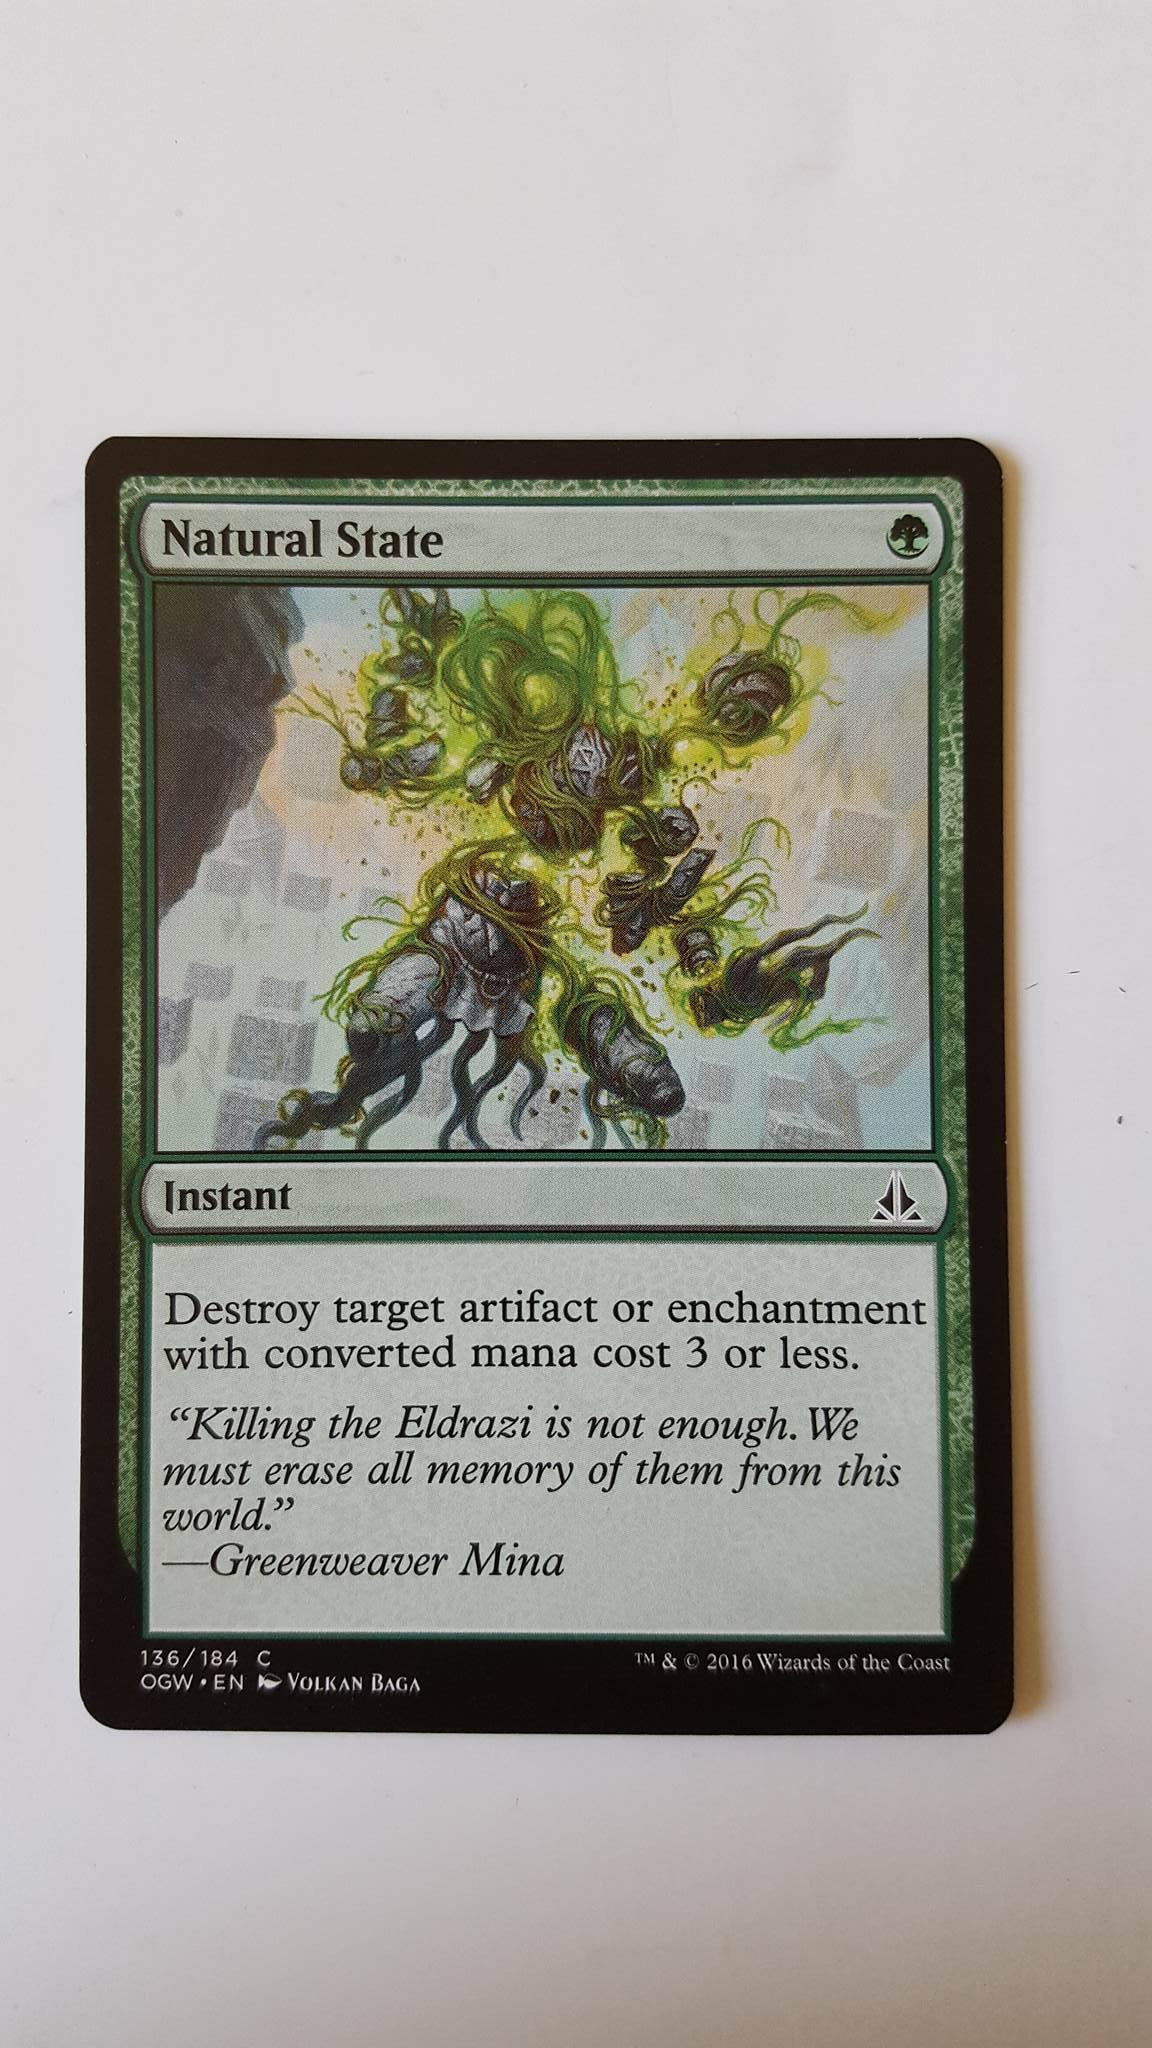 Natural State
Instant
Destroy target artifact or enchantment
with converted mana cost 3 or less.
“Killing the Eldrazi is not enough. We
must erase all memory of them from this
world.”
—Greenweaver Mina
136/184 C
OGW • EN VOLKAN BAGA
™ & © 2016 Wizards of the Coast